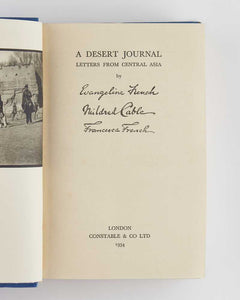 A DESERT JOURNAL
LETTERS FROM CENTRAL ASIA
by
Evangeline French
Mildred Cable
Francesca French
LONDON
CONSTABLE & CO LTD
1934